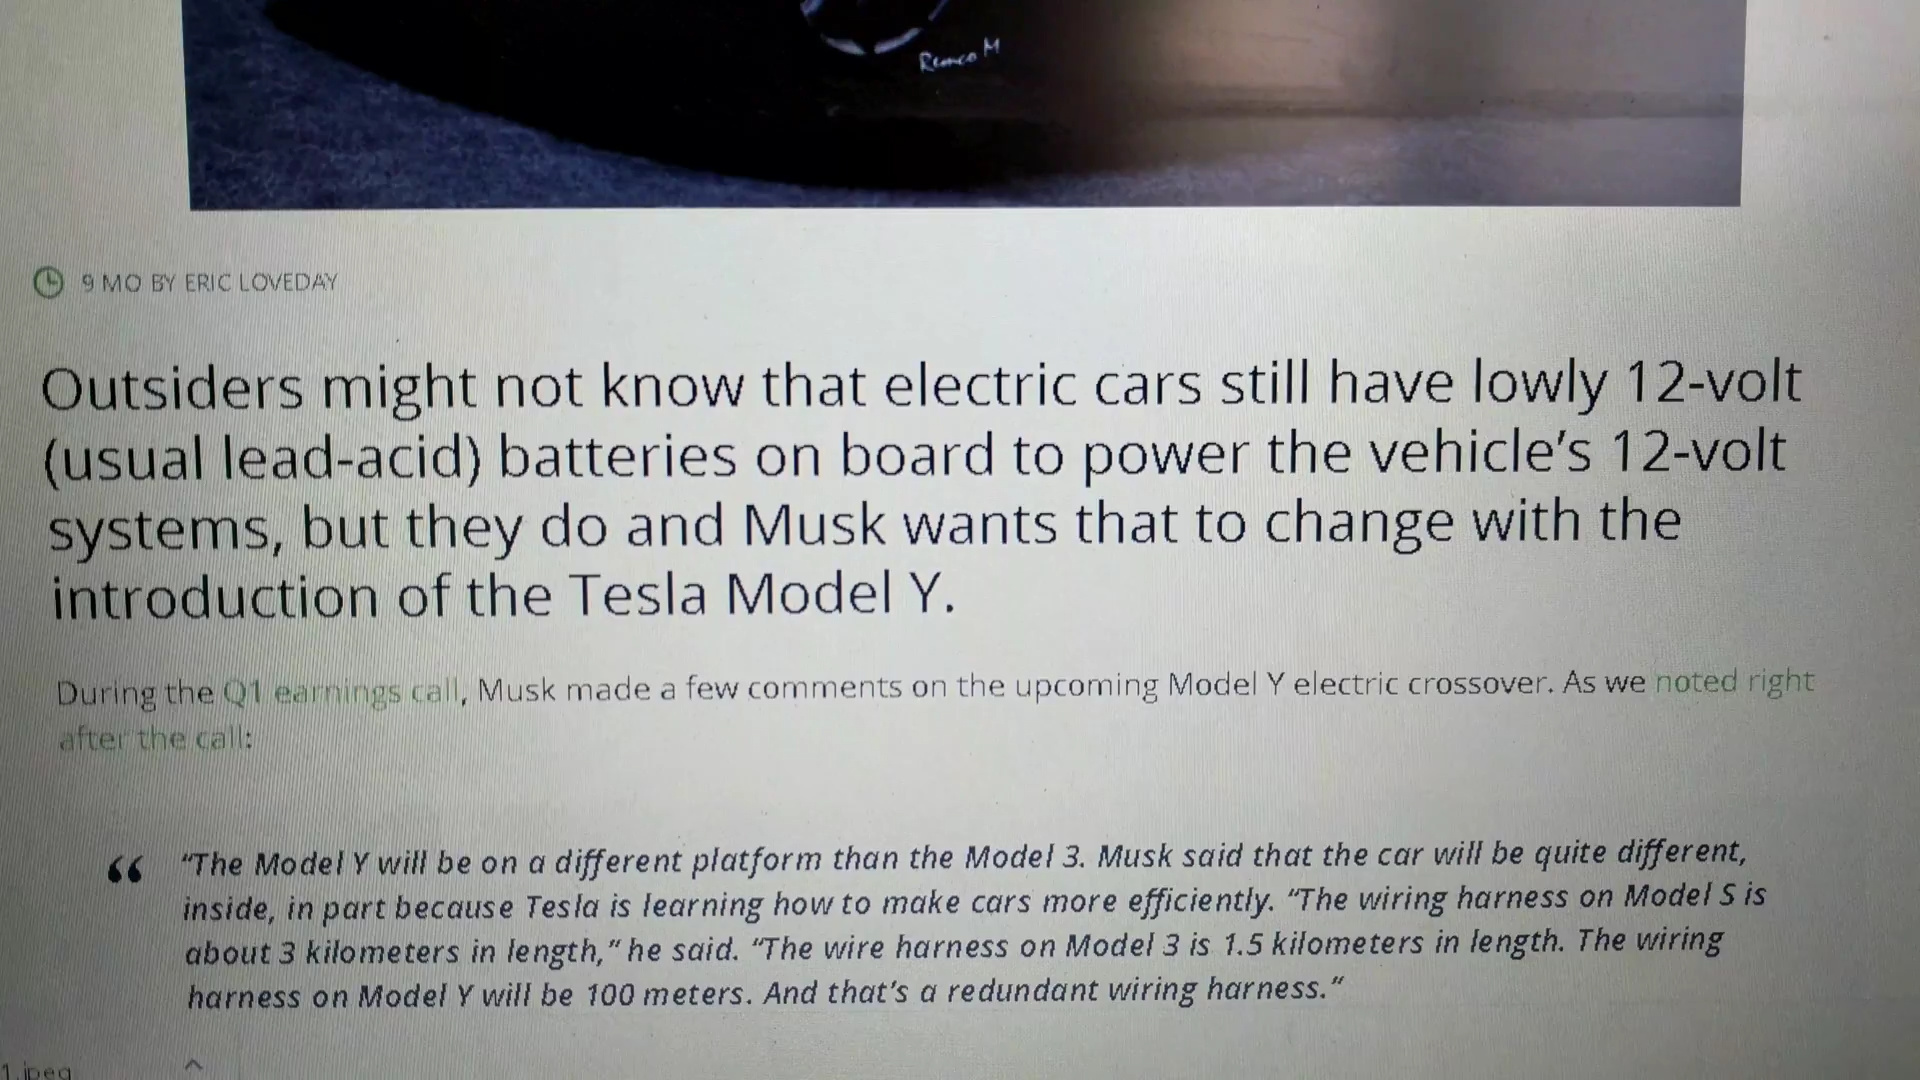 Remco M
9 MO BY ERIC LOVEDAY
Outsiders might not know that electric cars still have lowly 12-volt
(usual lead-acid) batteries on board to power the vehicle's 12-volt
systems, but they do and Musk wants that to change with the
introduction of the Tesla Model Y.
During the Q1 earnings call, Musk made a few comments on the upcoming Model Y electric crossover. As we noted right
after the call:
“ “The Model Y will be on a different platform than the Model 3. Musk said that the car will be quite different,
inside, in part because Tesla is learning how to make cars more efficiently. “The wiring harness on Model S is
about 3 kilometers in length,” he said. “The wire harness on Model 3 is 1.5 kilometers in length. The wiring
harness on Model Y will be 100 meters. And that's a redundant wiring harness.”
1.jpeg